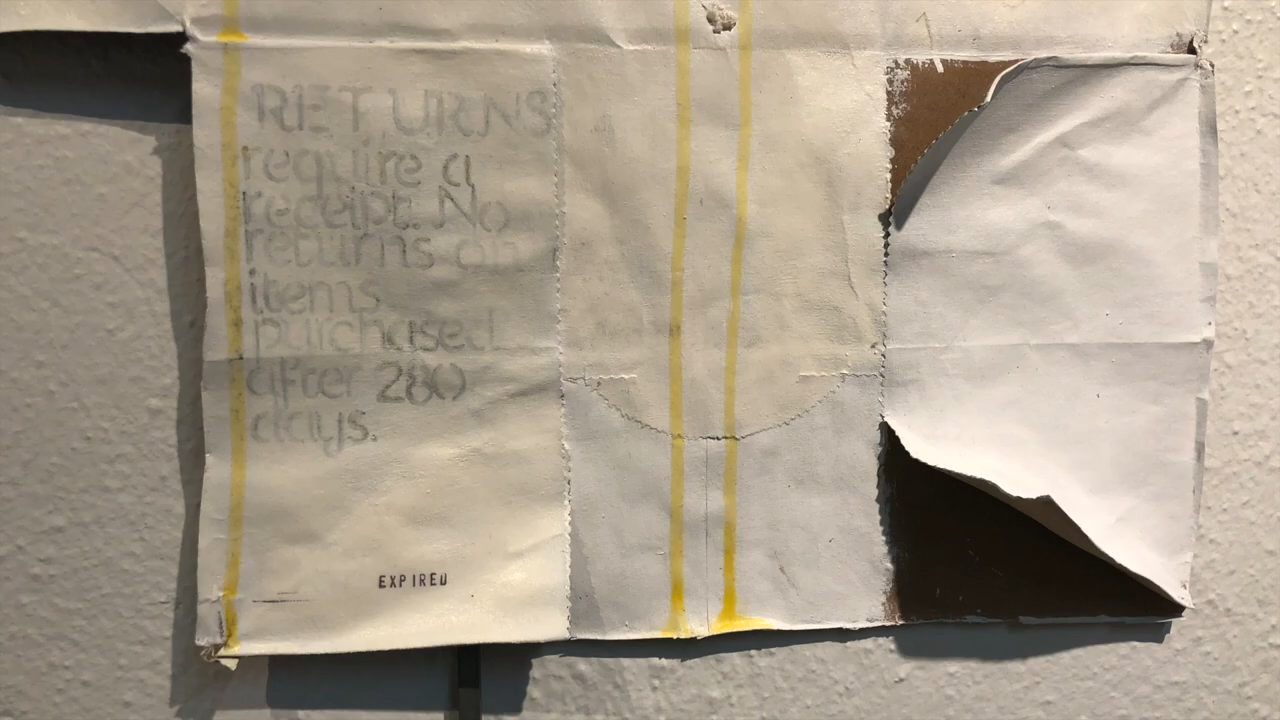 RETURNS
require a
receipt. No
returns on
items
purchased
after 280
days.
EXPIRED